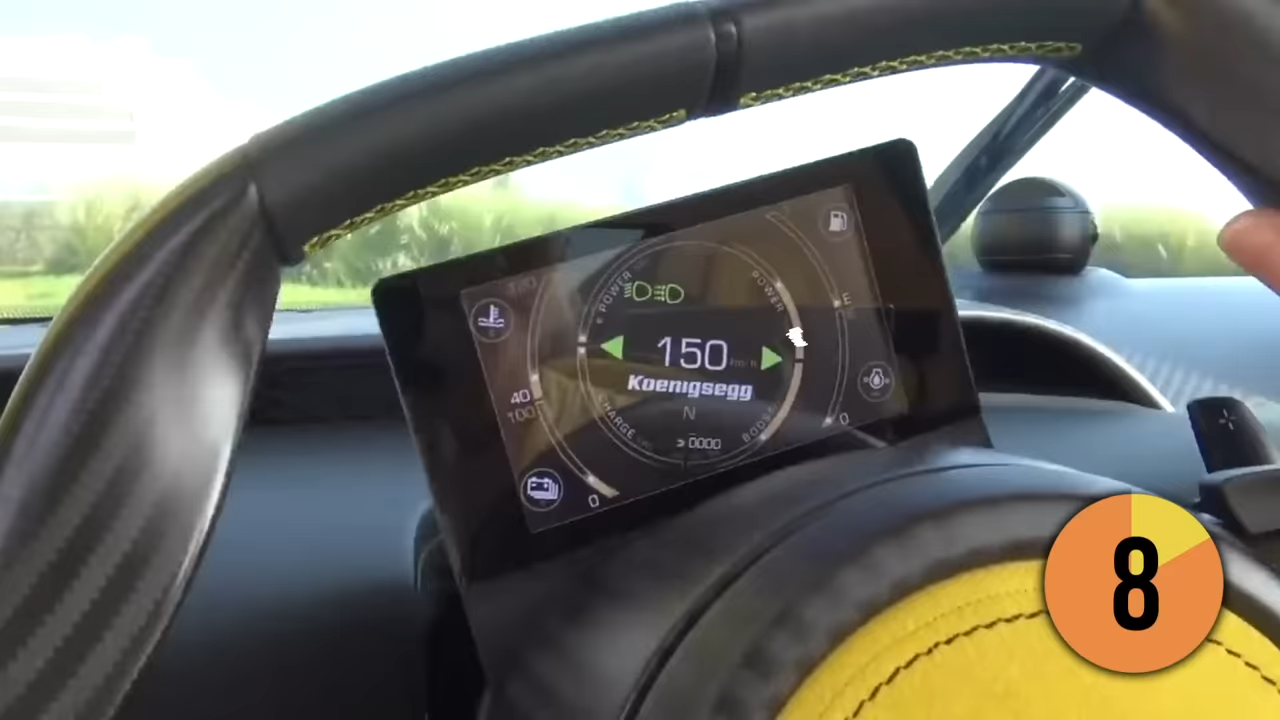 POWER
POWER
150 km/h
Koenigsegg
N
40
100
CHARGE
BOOST
0000
0
0
8